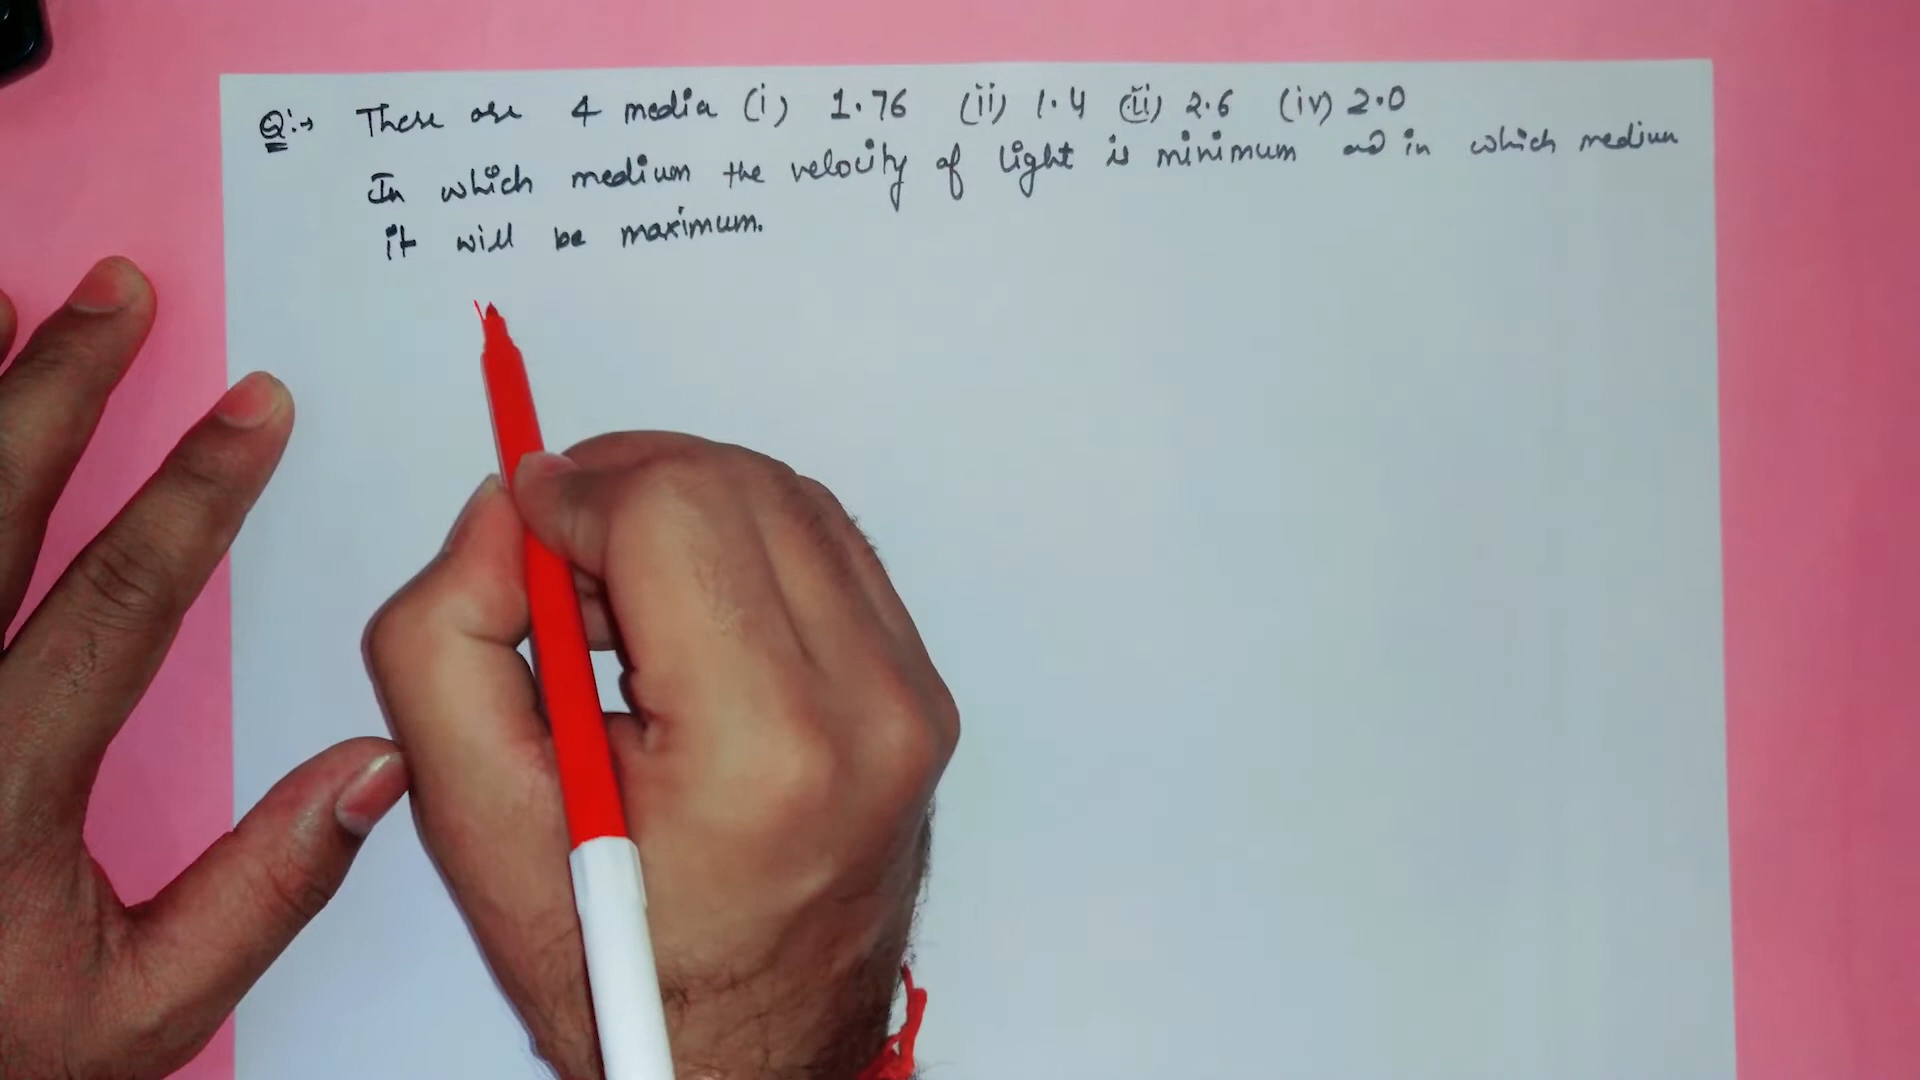 Q:→ There are 4 media (i) 1.76 (ii) 1.4 (iii) 2.6 (iv) 2.0
In which medium the velocity of light is minimum and in which medium
it will be maximum.